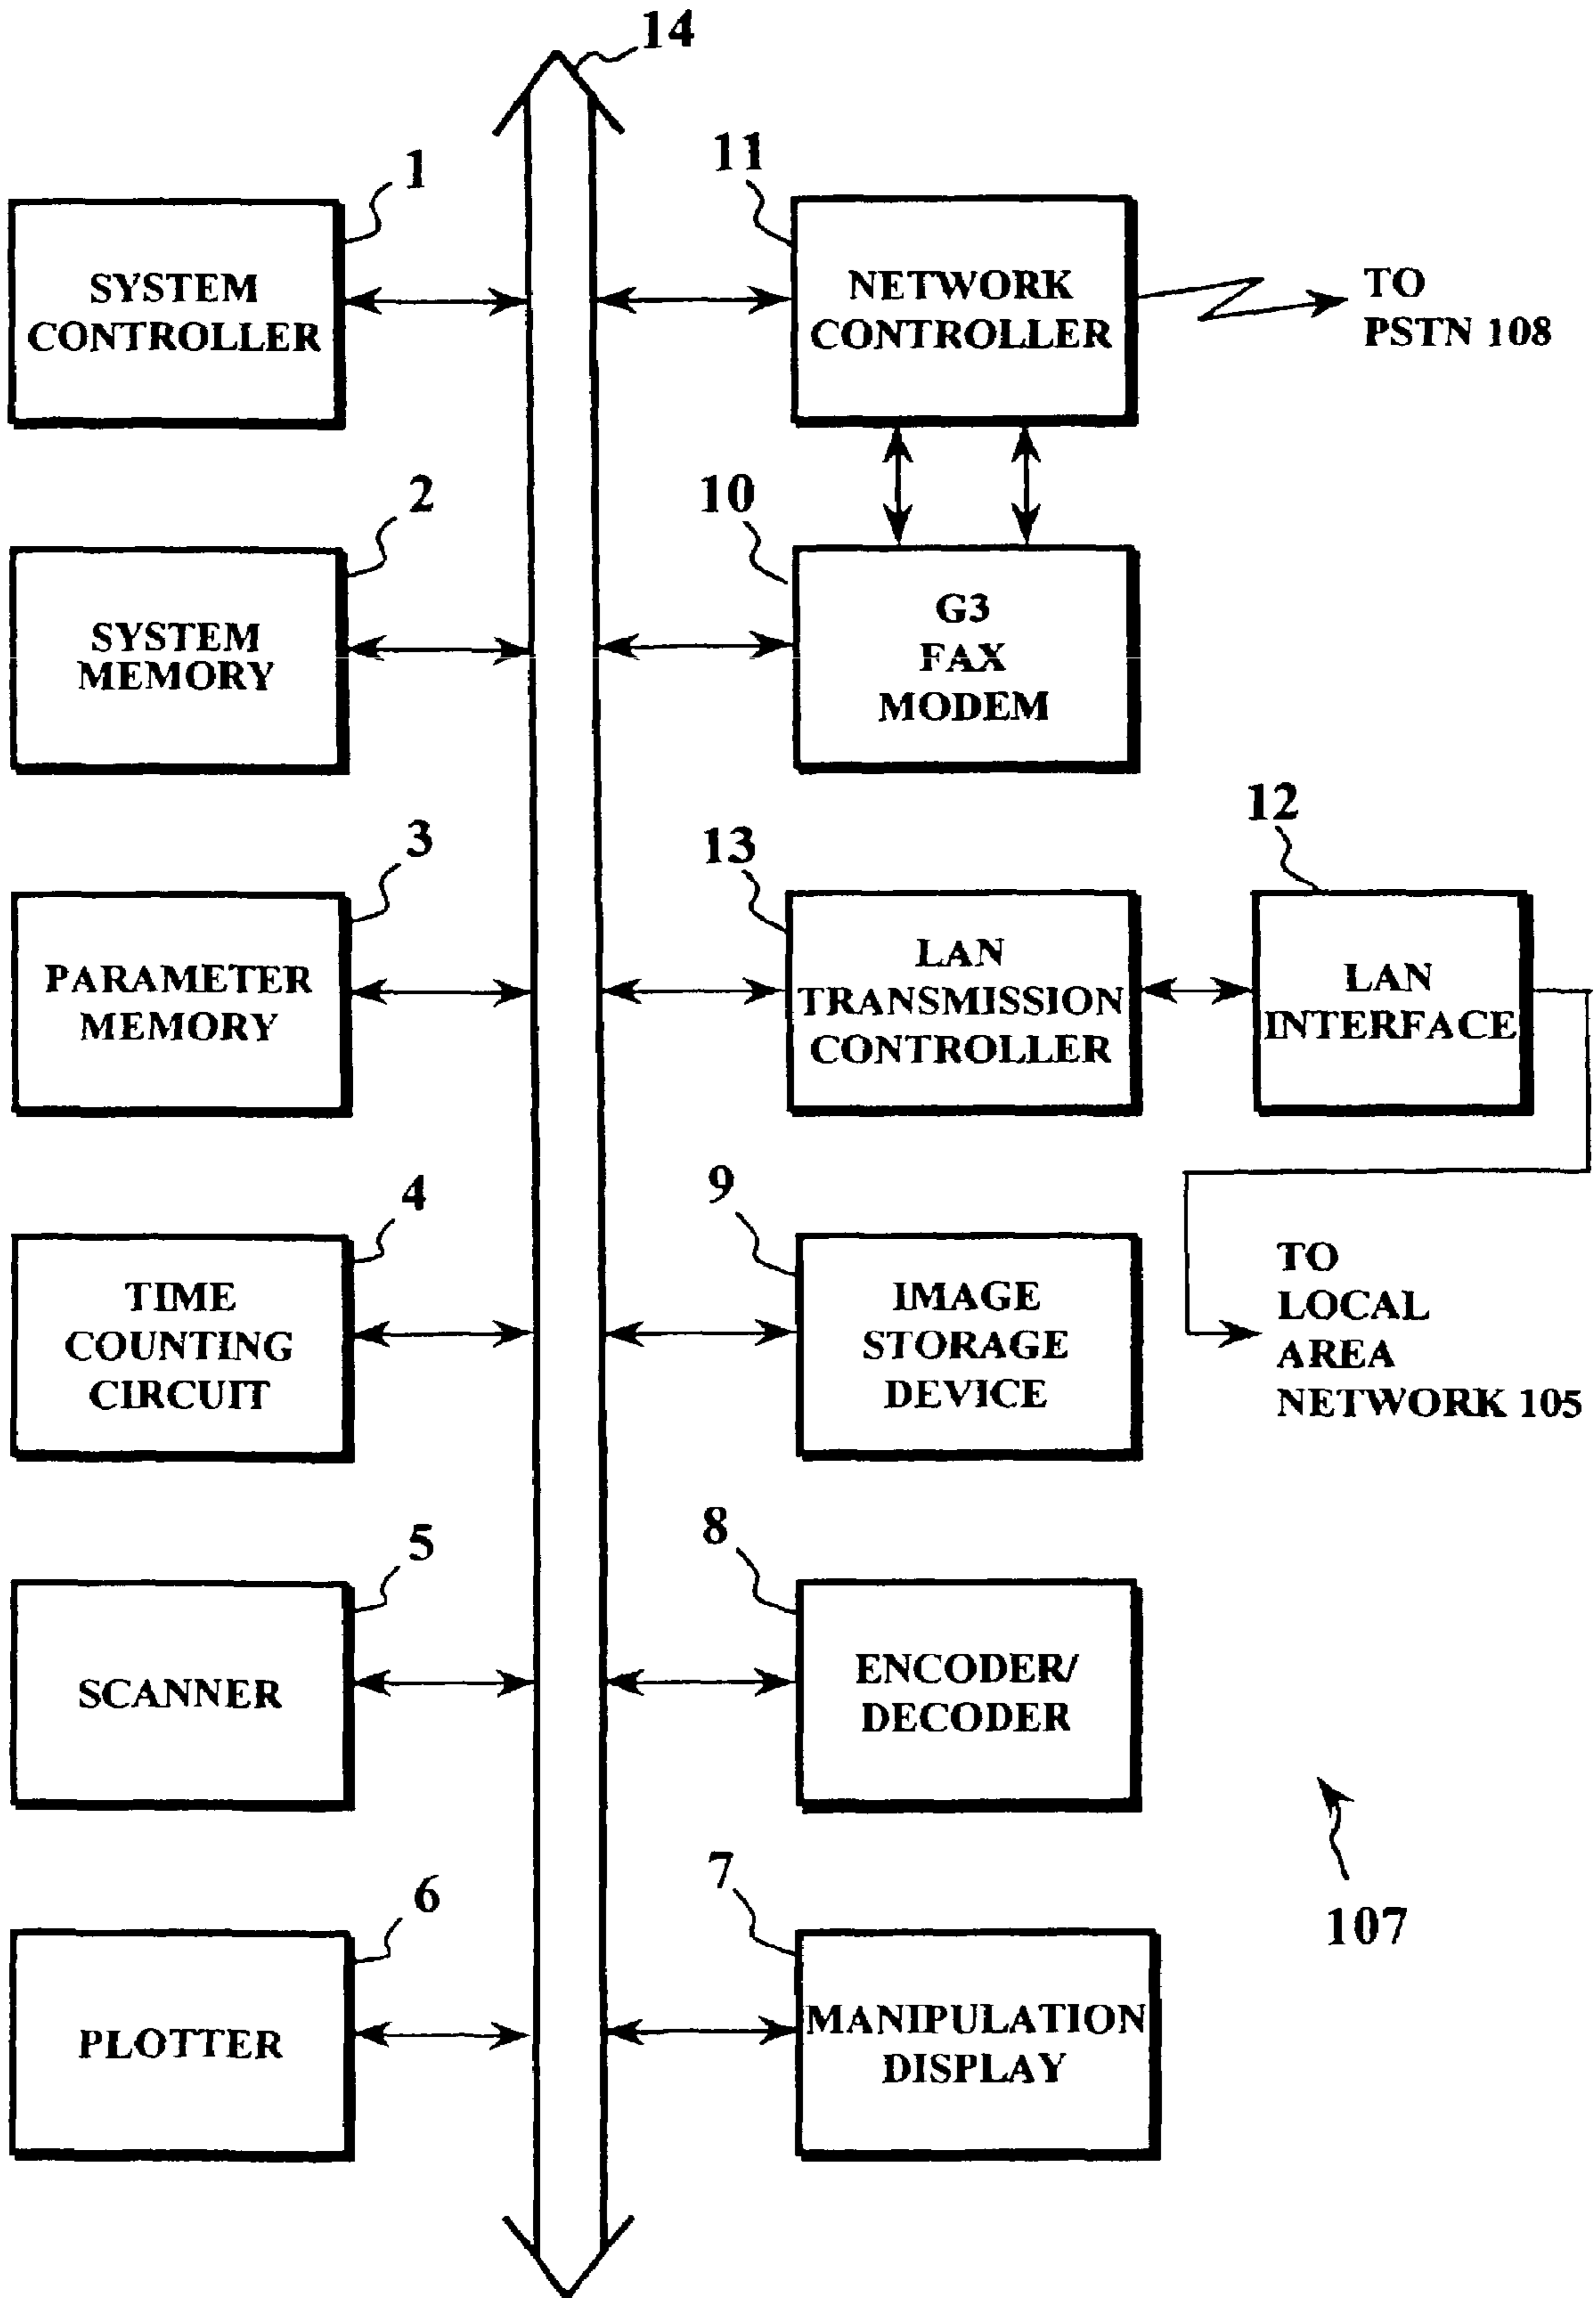 14
1
SYSTEM
CONTROLLER
11
NETWORK
CONTROLLER
TO
PSTN 108
2
SYSTEM
MEMORY
10
G3
FAX
MODEM
3
PARAMETER
MEMORY
13
LAN
TRANSMISSION
CONTROLLER
12
LAN
INTERFACE
4
TIME
COUNTING
CIRCUIT
9
IMAGE
STORAGE
DEVICE
TO
LOCAL
AREA
NETWORK 105
5
SCANNER
8
ENCODER/
DECODER
6
PLOTTER
7
MANIPULATION
DISPLAY
107